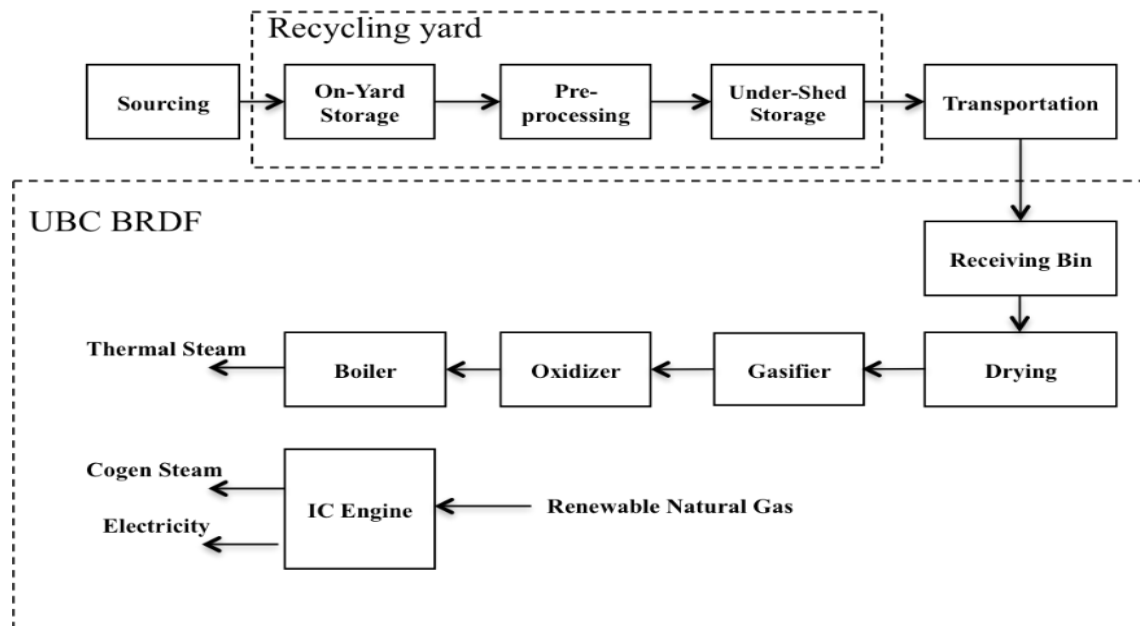 Recycling yard
Sourcing
On-Yard
Storage
Pre-
processing
Under-Shed
Storage
Transportation
UBC BRDF
Receiving Bin
Thermal Steam
Boiler
Oxidizer
Gasifier
Drying
Cogen Steam
Electricity
IC Engine
Renewable Natural Gas